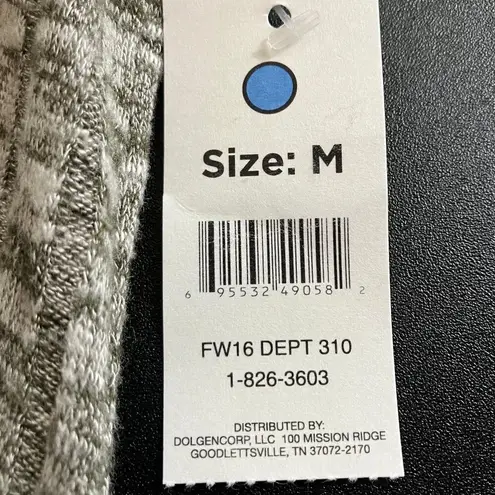 Size: M
6 95532 49058 2
FW16 DEPT 310
1-826-3603
DISTRIBUTED BY:
DOLGENCORP, LLC 100 MISSION RIDGE
GOODLETTSVILLE, TN 37072-2170